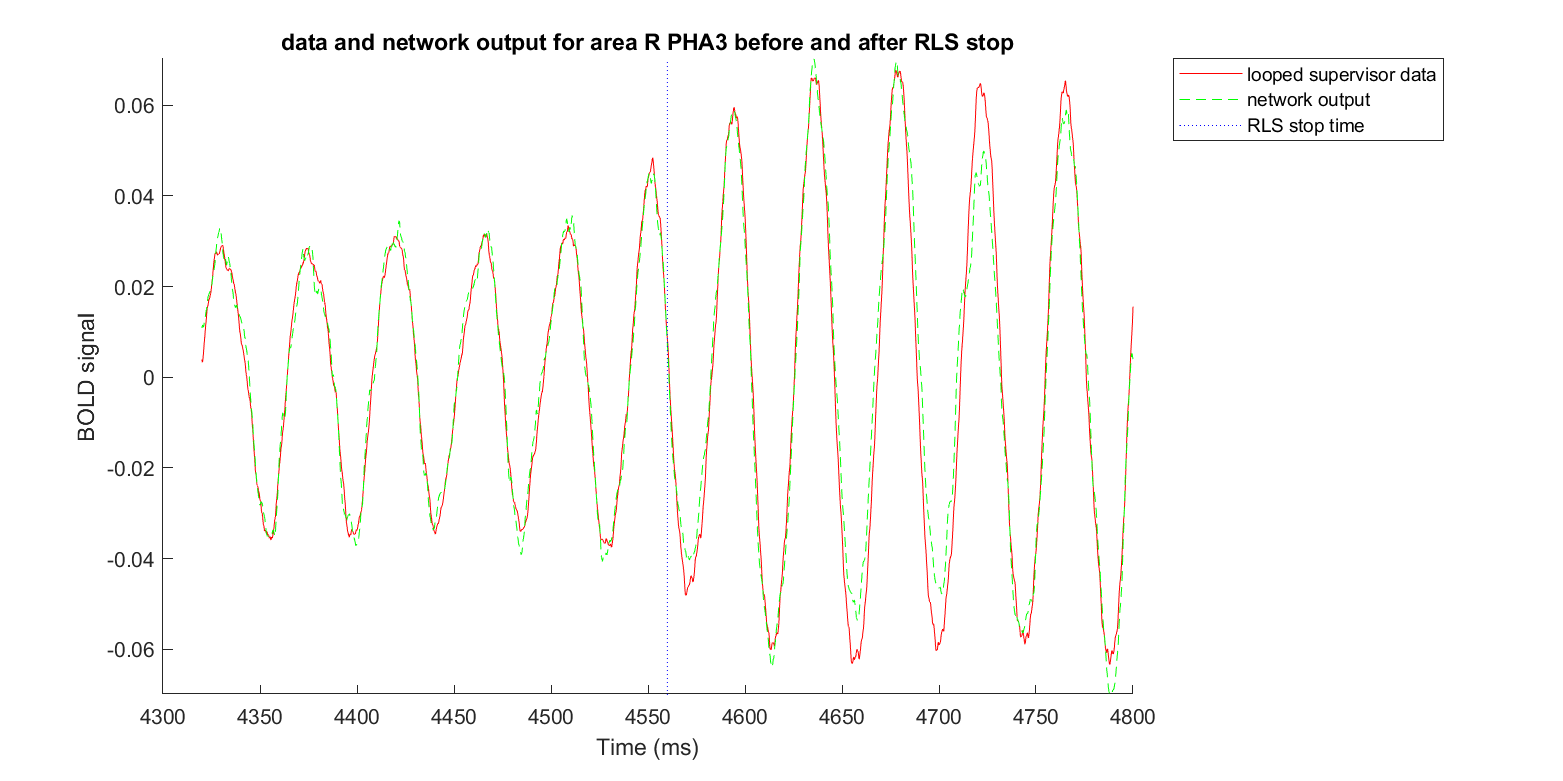 data and network output for area R PHA3 before and after RLS stop
looped supervisor data
network output
RLS stop time
BOLD signal
0.06
0.04
0.02
0
-0.02
-0.04
-0.06
4300 4350 4400 4450 4500 4550 4600 4650 4700 4750 4800
Time (ms)